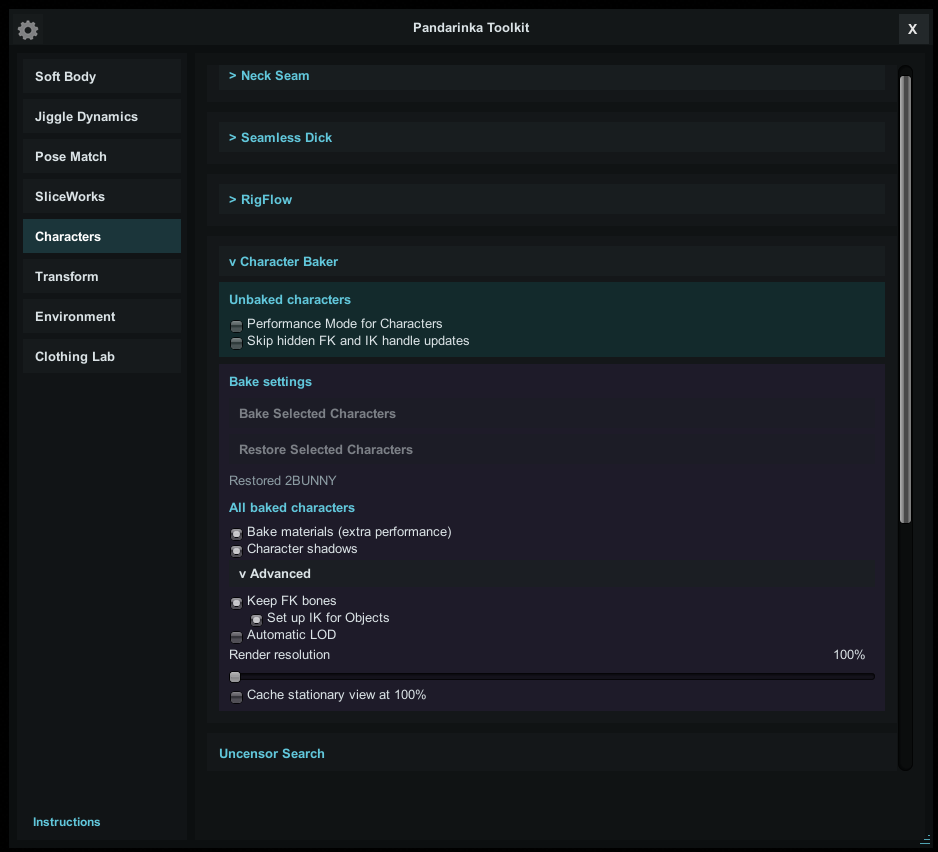 Pandarinka Toolkit
X
Soft Body
Jiggle Dynamics
Pose Match
SliceWorks
Characters
Transform
Environment
Clothing Lab
Instructions
> Neck Seam
> Seamless Dick
> RigFlow
v Character Baker
Unbaked characters
Performance Mode for Characters
Skip hidden FK and IK handle updates
Bake settings
Bake Selected Characters
Restore Selected Characters
Restored 2BUNNY
All baked characters
Bake materials (extra performance)
Character shadows
v Advanced
Keep FK bones
Set up IK for Objects
Automatic LOD
Render resolution 100%
Cache stationary view at 100%
Uncensor Search